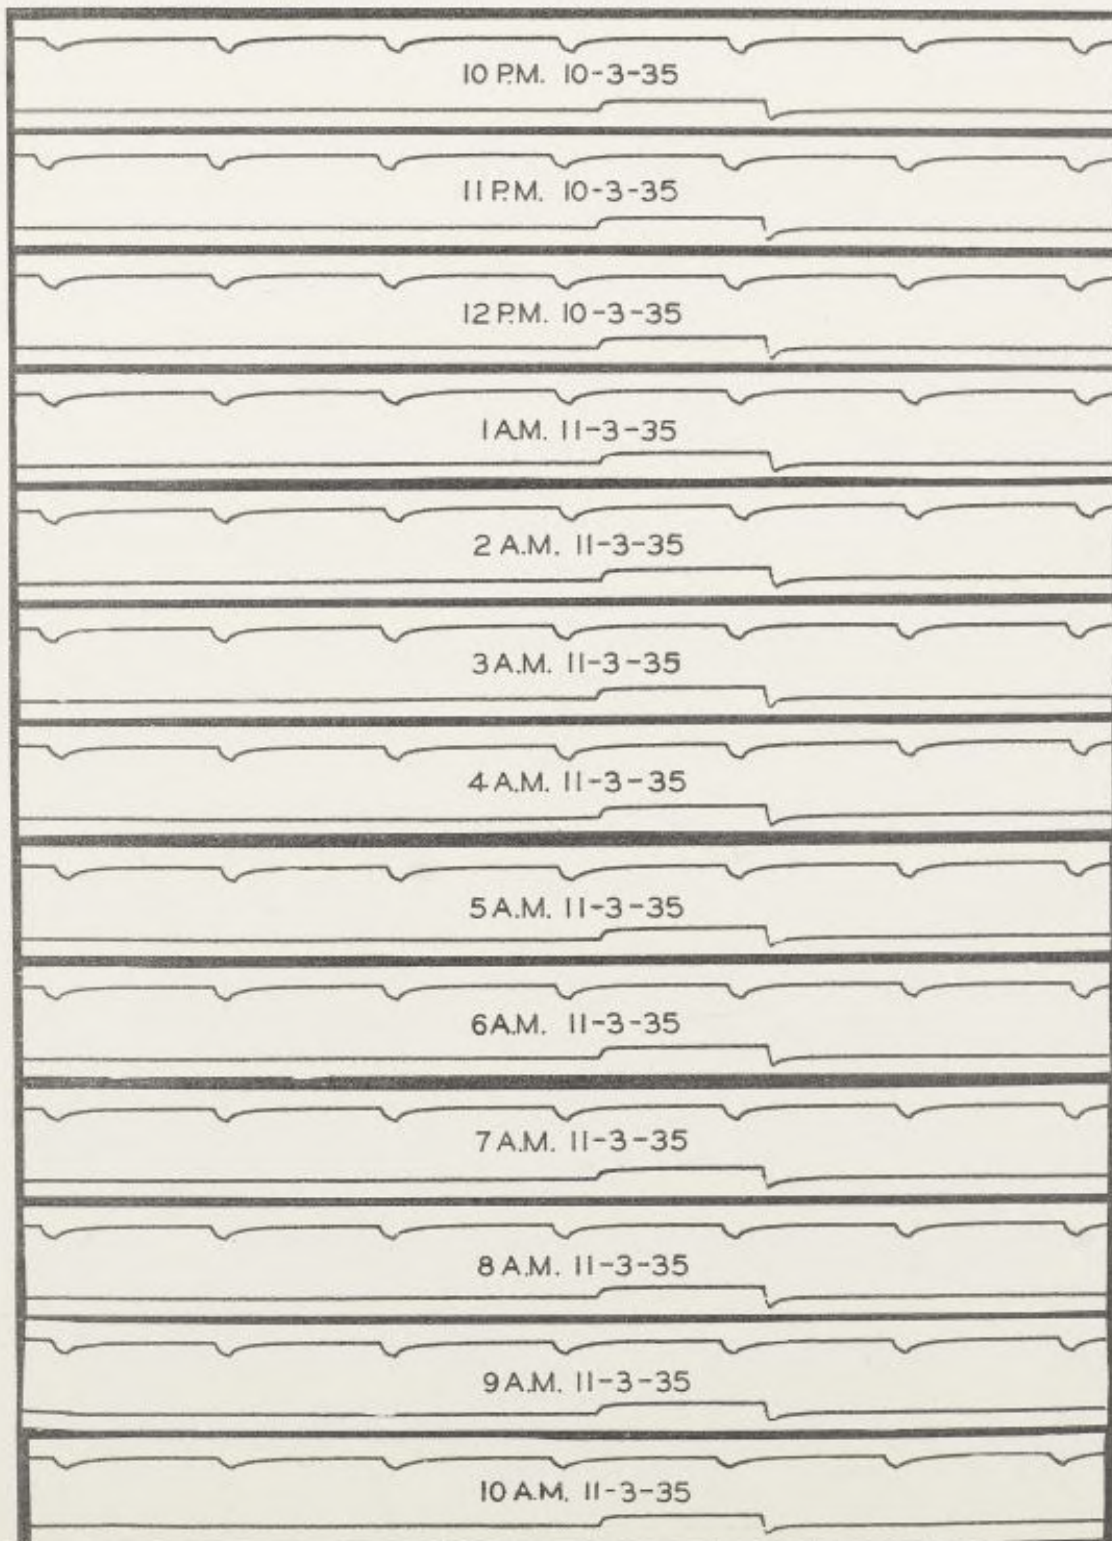 10 P.M. 10-3-35
11 P.M. 10-3-35
12 P.M. 10-3-35
1 A.M. 11-3-35
2 A.M. 11-3-35
3 A.M. 11-3-35
4 A.M. 11-3-35
5 A.M. 11-3-35
6 A.M. 11-3-35
7 A.M. 11-3-35
8 A.M. 11-3-35
9 A.M. 11-3-35
10 A.M. 11-3-35